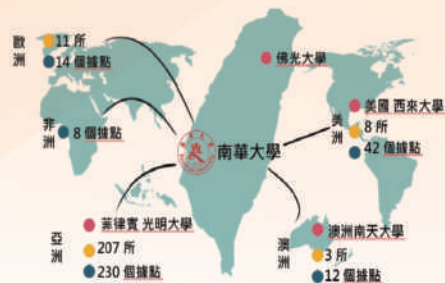 歐洲
11 所
14 個據點
非洲
8 個據點
佛光大學
南華大學
美洲
美國 西來大學
8 所
42 個據點
亞洲
菲律賓 光明大學
207 所
230 個據點
澳洲
澳洲南天大學
3 所
12 個據點